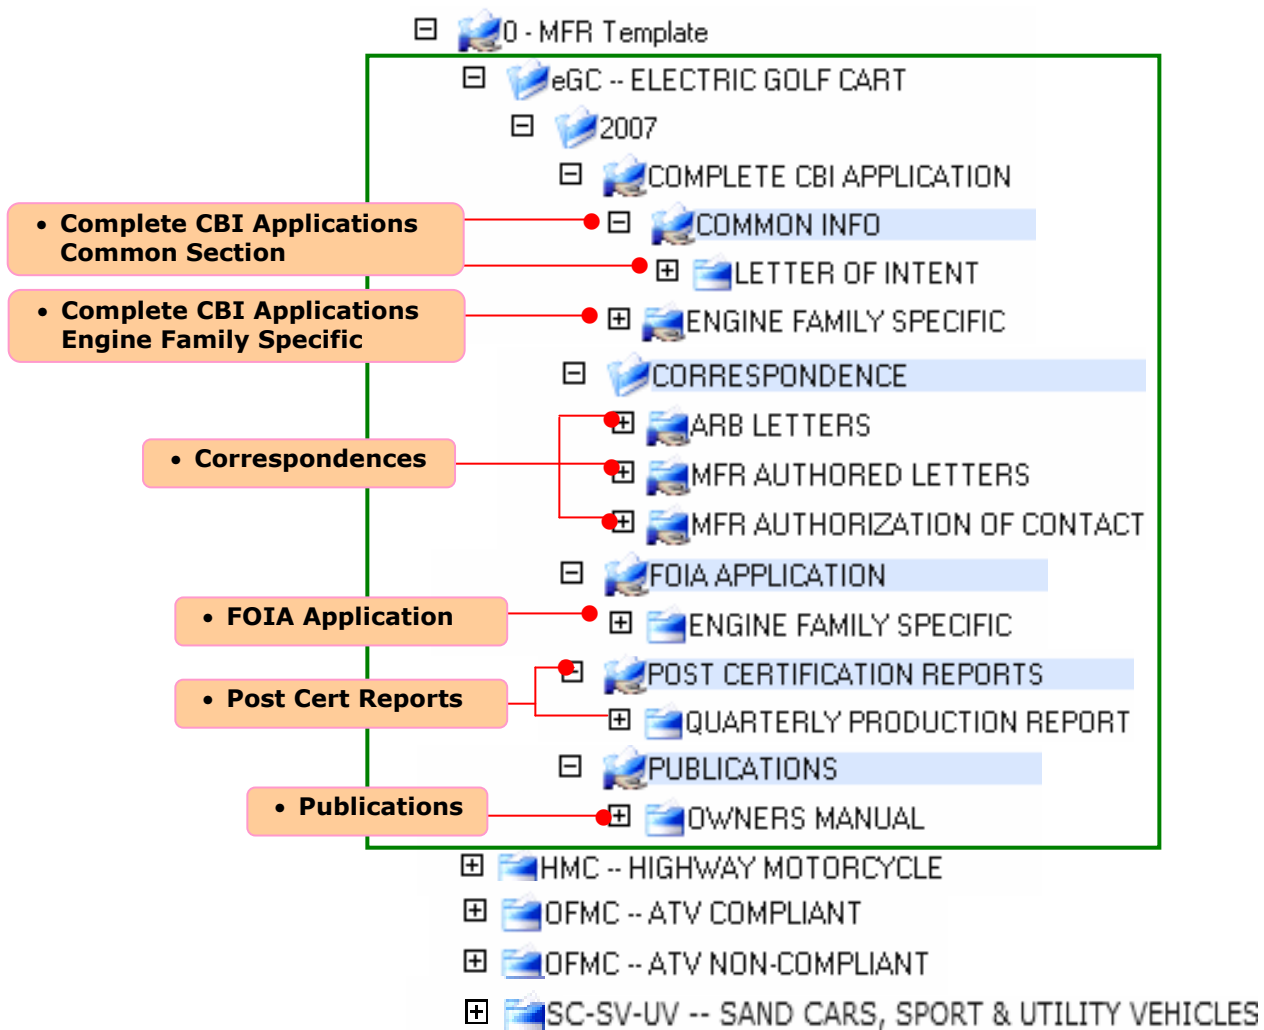 0 - MFR Template
eGC -- ELECTRIC GOLF CART
2007
COMPLETE CBI APPLICATION
• Complete CBI Applications
Common Section
COMMON INFO
LETTER OF INTENT
• Complete CBI Applications
Engine Family Specific
ENGINE FAMILY SPECIFIC
CORRESPONDENCE
ARB LETTERS
• Correspondences
MFR AUTHORED LETTERS
MFR AUTHORIZATION OF CONTACT
FOIA APPLICATION
• FOIA Application
ENGINE FAMILY SPECIFIC
POST CERTIFICATION REPORTS
• Post Cert Reports
QUARTERLY PRODUCTION REPORT
PUBLICATIONS
• Publications
OWNERS MANUAL
HMC -- HIGHWAY MOTORCYCLE
OFMC -- ATV COMPLIANT
OFMC -- ATV NON-COMPLIANT
SC-SV-UV -- SAND CARS, SPORT & UTILITY VEHICLES